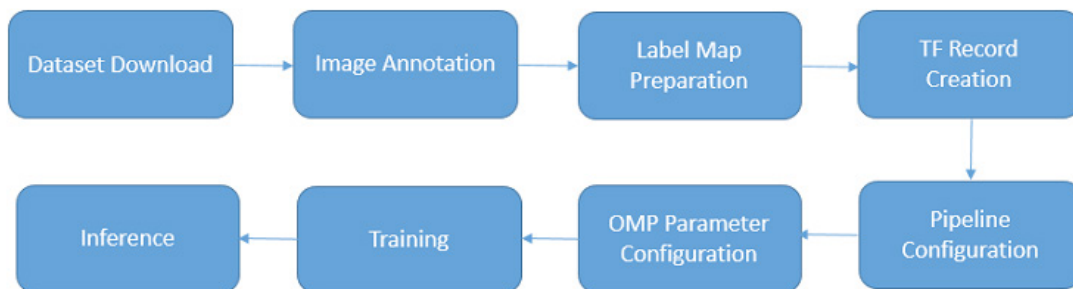 Dataset Download
Image Annotation
Label Map
Preparation
TF Record
Creation
Pipeline
Configuration
OMP Parameter
Configuration
Training
Inference